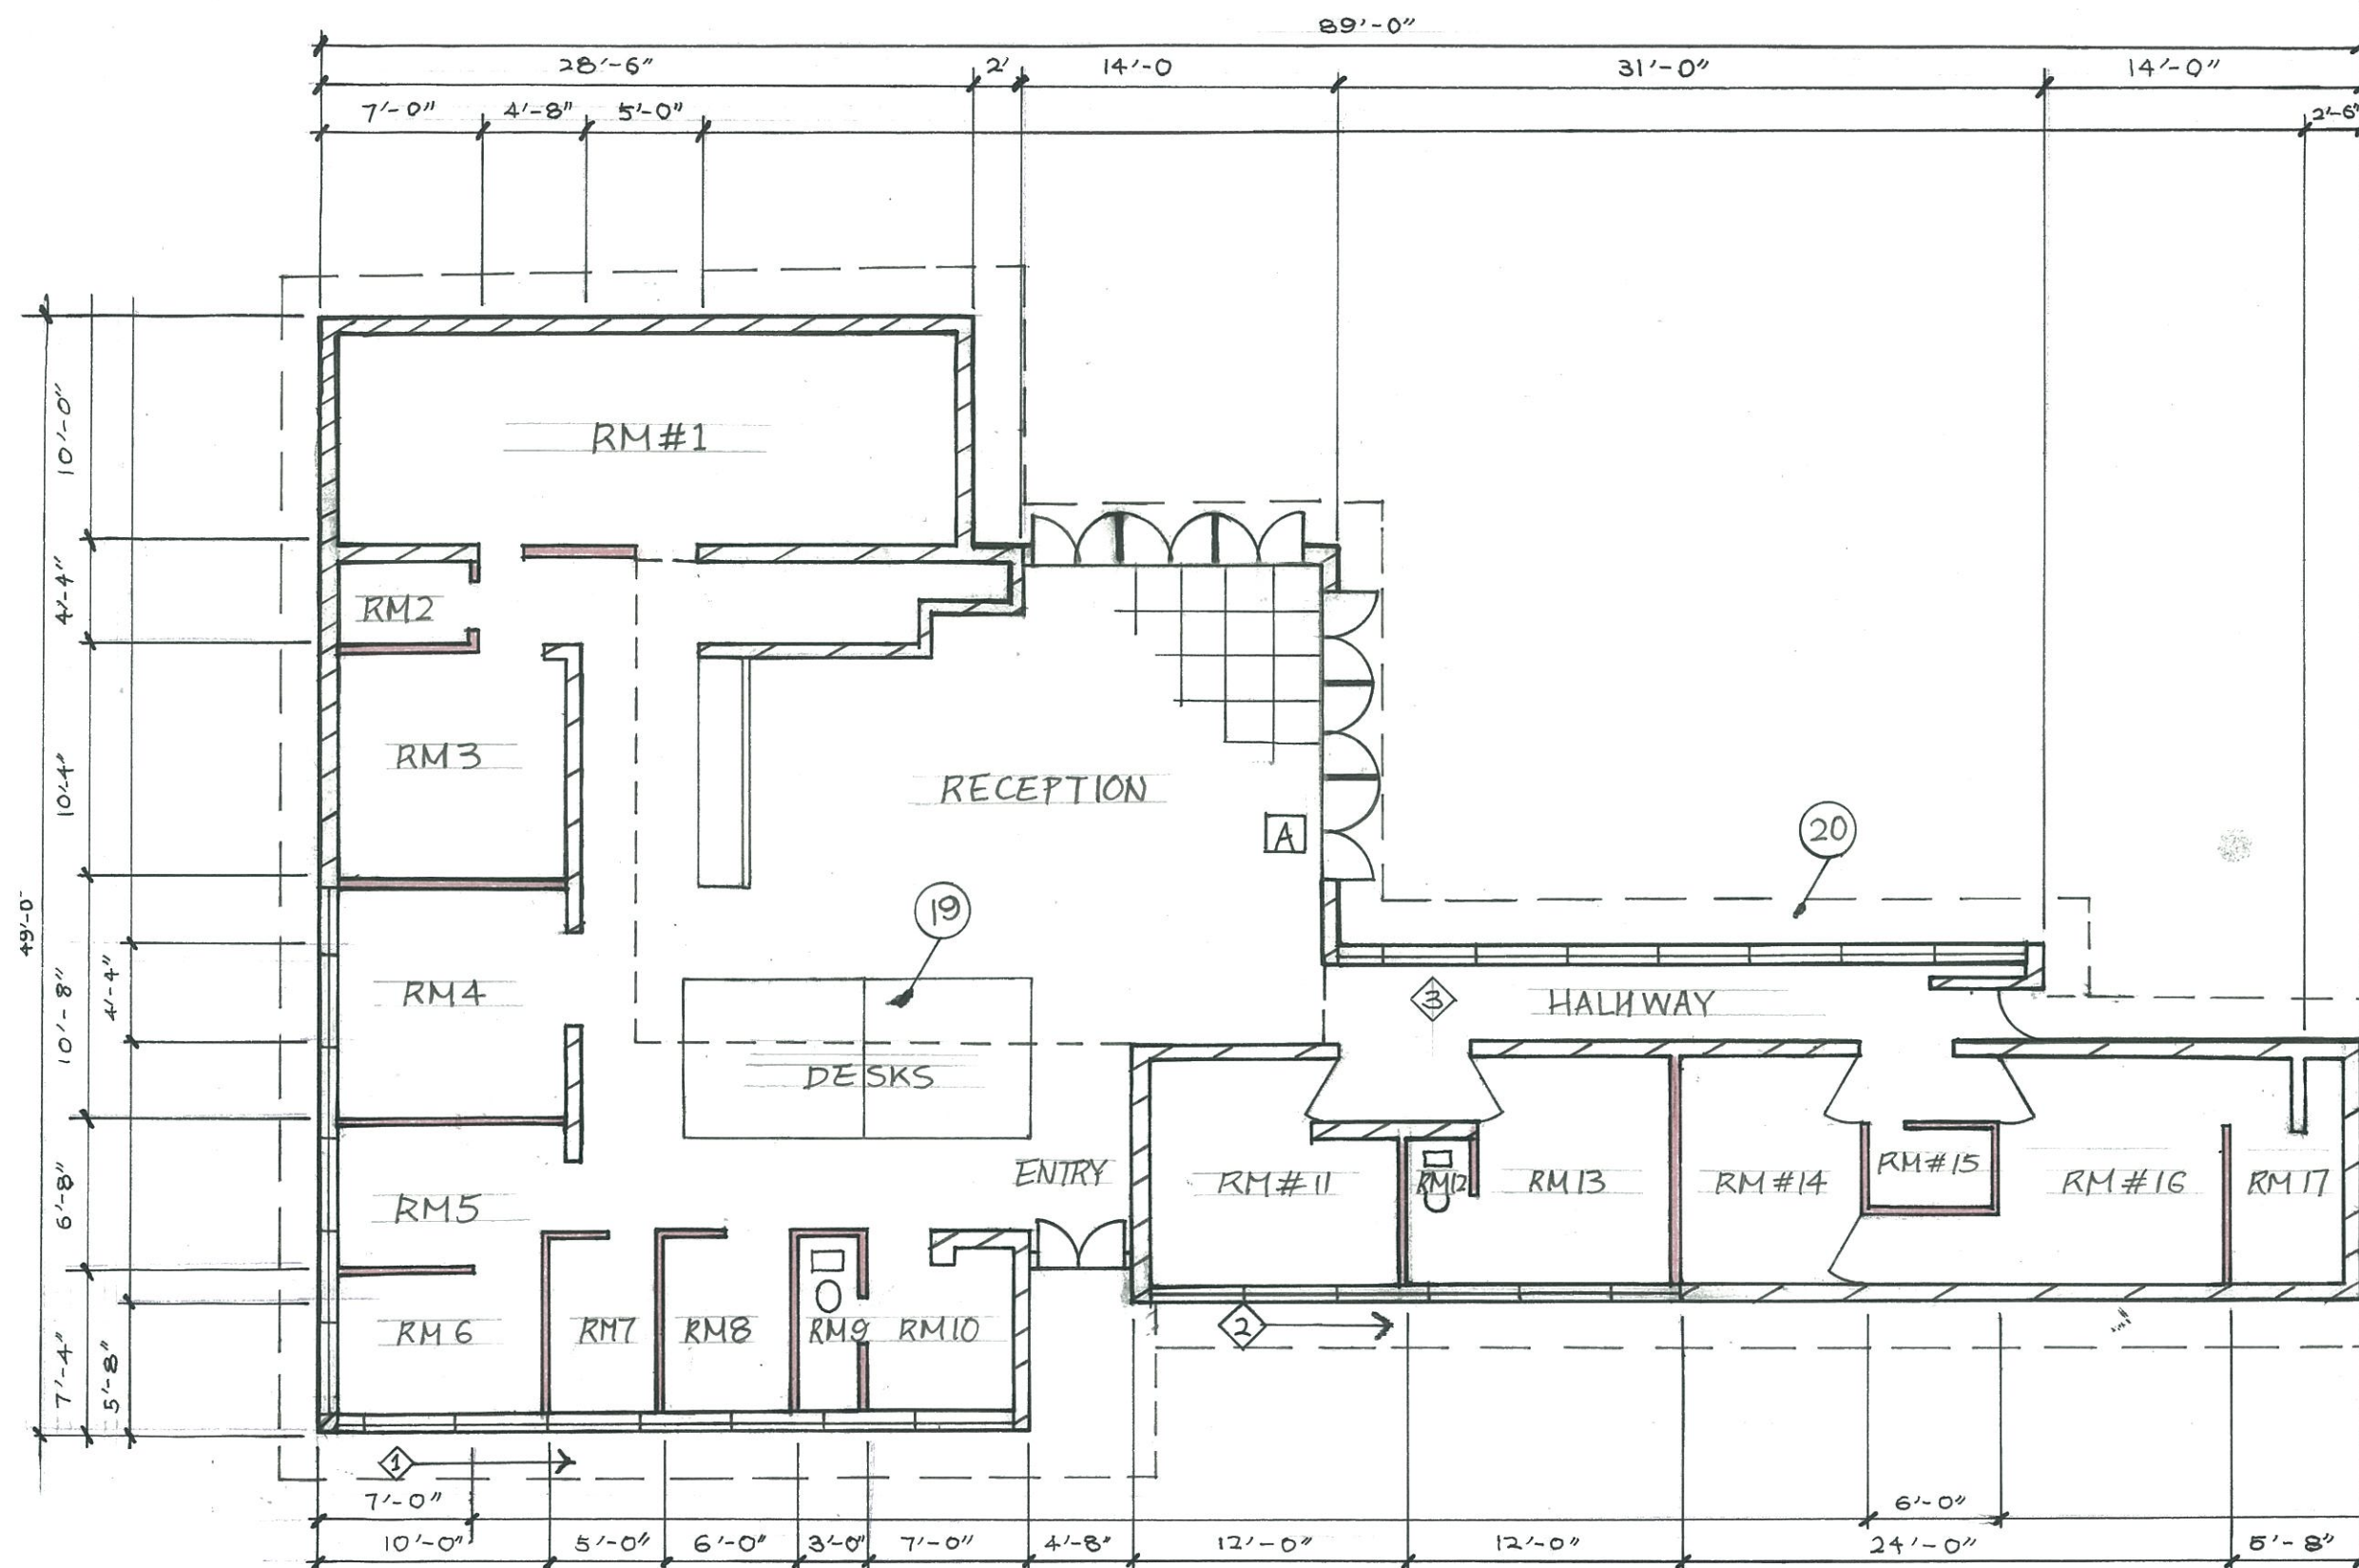 89'-0"
28'-6" 2' 14'-0 31'-0" 14'-0"
7'-0" 4'-8" 5'-0" 2'-6"
10'-0"
RM#1
4'-4"
RM2
10'-4"
RM3
RECEPTION
A
20
49'-0"
19
10'-8"
4'-4"
RM4
3
HALLWAY
DESKS
6'-8"
RM5
ENTRY
RM#11
RM12
RM13
RM#14
RM#15
RM#16
RM17
7'-4"
5'-8"
RM6
RM7
RM8
RM9
RM10
2
1
7'-0" 6'-0"
10'-0" 5'-0" 6'-0" 3'-0" 7'-0" 4'-8" 12'-0" 12'-0" 24'-0" 5'-8"